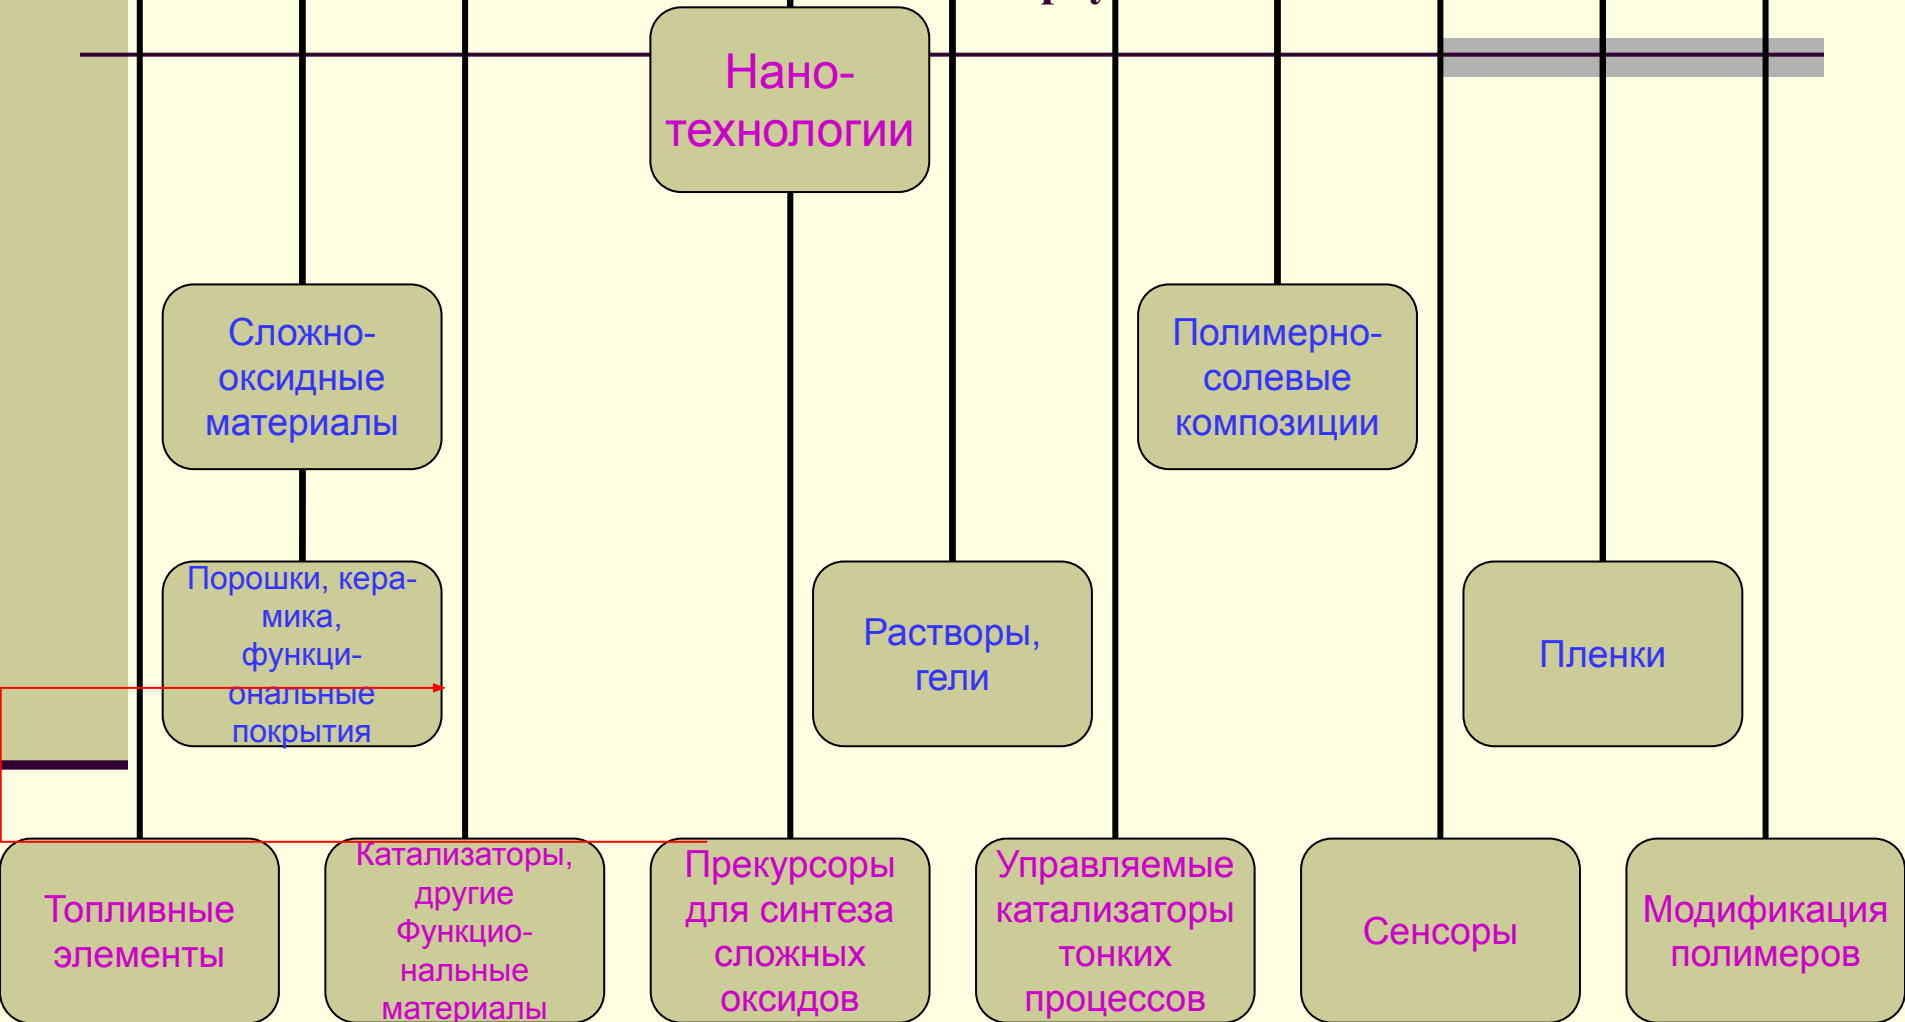 Нано-
технологии
Сложно-
оксидные
материалы
Полимерно-
солевые
композиции
Порошки, кера-
мика,
функци-
ональные
покрытия
Растворы,
гели
Пленки
Топливные
элементы
Катализаторы,
другие
Функцио-
нальные
материалы
Прекурсоры
для синтеза
сложных
оксидов
Управляемые
катализаторы
тонких
процессов
Сенсоры
Модификация
полимеров